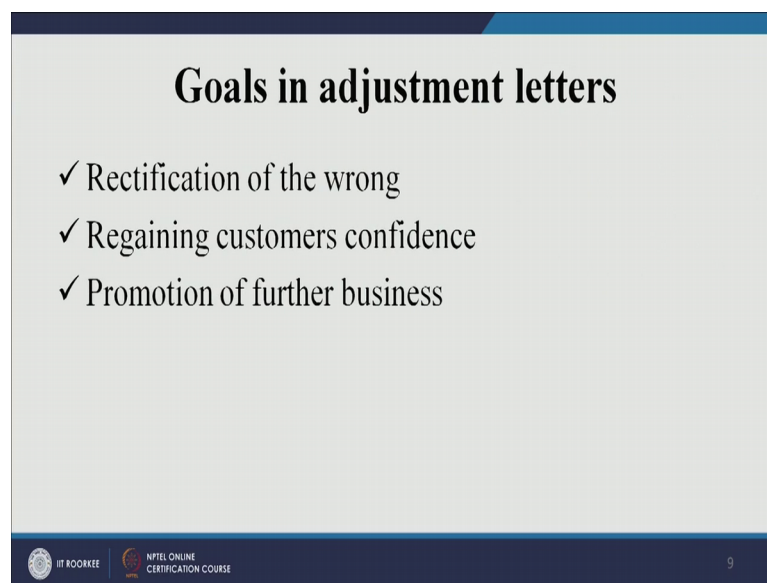 Goals in adjustment letters
✓ Rectification of the wrong
✓ Regaining customers confidence
✓ Promotion of further business
IIT ROORKEE
NPTEL ONLINE
CERTIFICATION COURSE
9